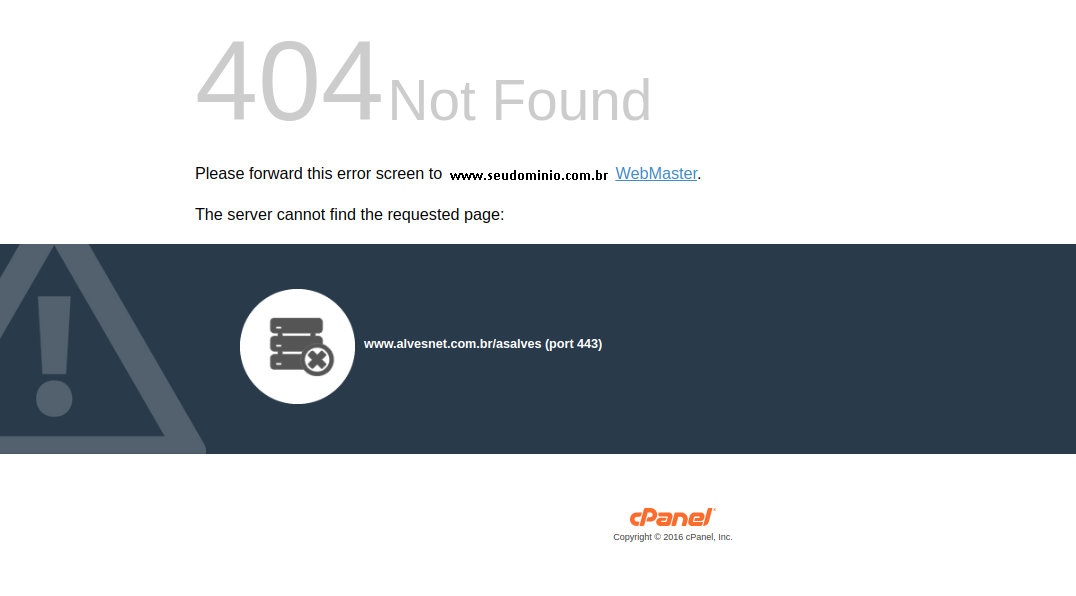 404 Not Found
Please forward this error screen to www.seudominio.com.br WebMaster.
The server cannot find the requested page:
www.alvesnet.com.br/asalves (port 443)
cPanel®
Copyright © 2016 cPanel, Inc.